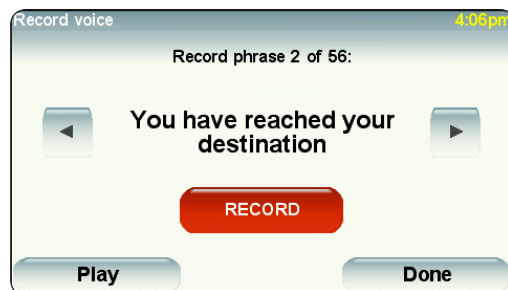 Record voice 4:06pm
Record phrase 2 of 56:
You have reached your
destination
RECORD
Play Done